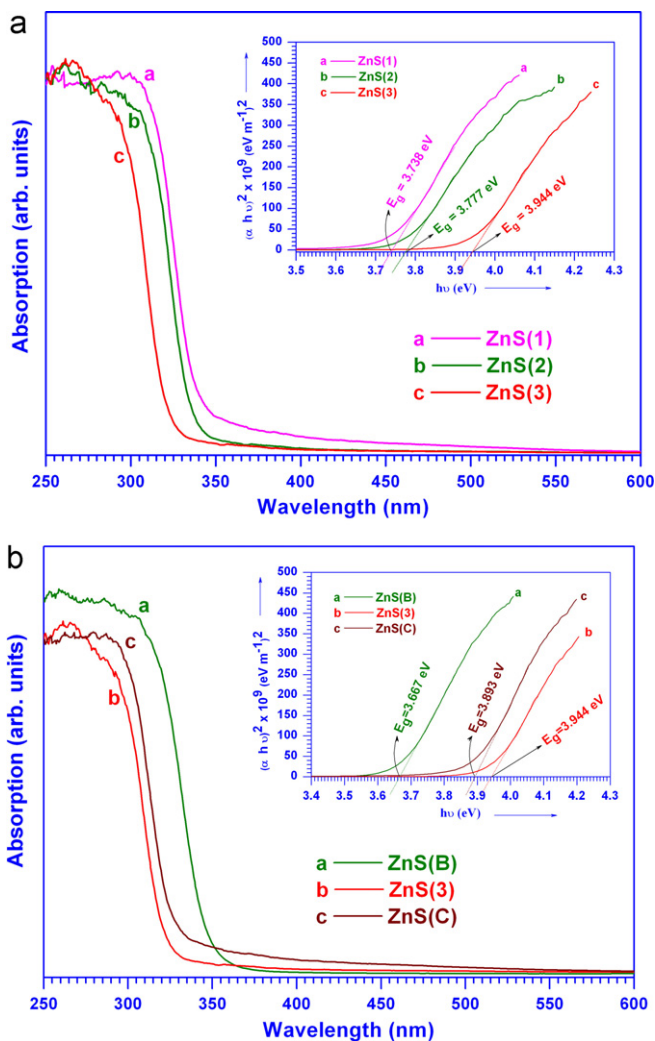 a
Absorption (arb. units)
a
b
c
(α h υ)2 x 10^9 (eV m-1)2
500
450
400
350
300
250
200
150
100
50
0
a ZnS(1)
b ZnS(2)
c ZnS(3)
a
b
c
Eg = 3.738 eV
Eg = 3.777 eV
Eg = 3.944 eV
3.5 3.6 3.7 3.8 3.9 4.0 4.1 4.2 4.3
hυ (eV)
a ZnS(1)
b ZnS(2)
c ZnS(3)
250 300 350 400 450 500 550 600
Wavelength (nm)
b
Absorption (arb. units)
a
c
b
(α h υ)2 x 10^9 (eV m-1)2
500
450
400
350
300
250
200
150
100
50
0
a ZnS(B)
b ZnS(3)
c ZnS(C)
a
c
b
Eg=3.667 eV
Eg=3.893 eV
Eg=3.944 eV
3.4 3.5 3.6 3.7 3.8 3.9 4.0 4.1 4.2 4.3
hυ (eV)
a ZnS(B)
b ZnS(3)
c ZnS(C)
250 300 350 400 450 500 550 600
Wavelength (nm)